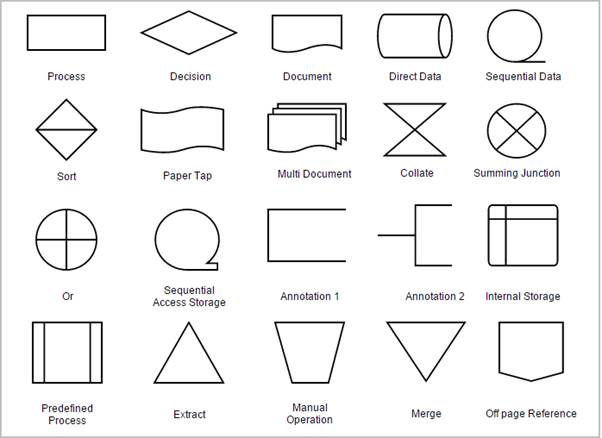 Process
Decision
Document
Direct Data
Sequential Data
Sort
Paper Tap
Multi Document
Collate
Summing Junction
Or
Sequential
Access Storage
Annotation 1
Annotation 2
Internal Storage
Predefined
Process
Extract
Manual
Operation
Merge
Off page Reference